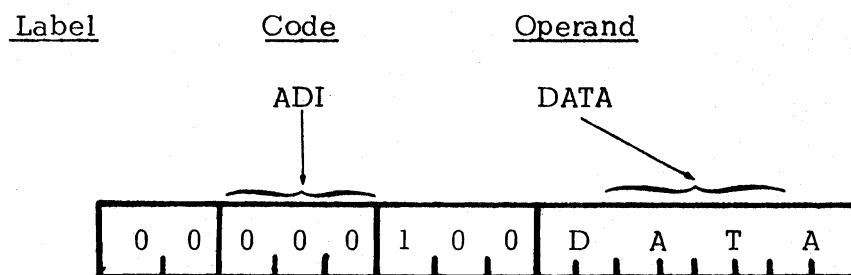 Label Code Operand
ADI DATA
0 0 0 0 0 1 0 0 D A T A